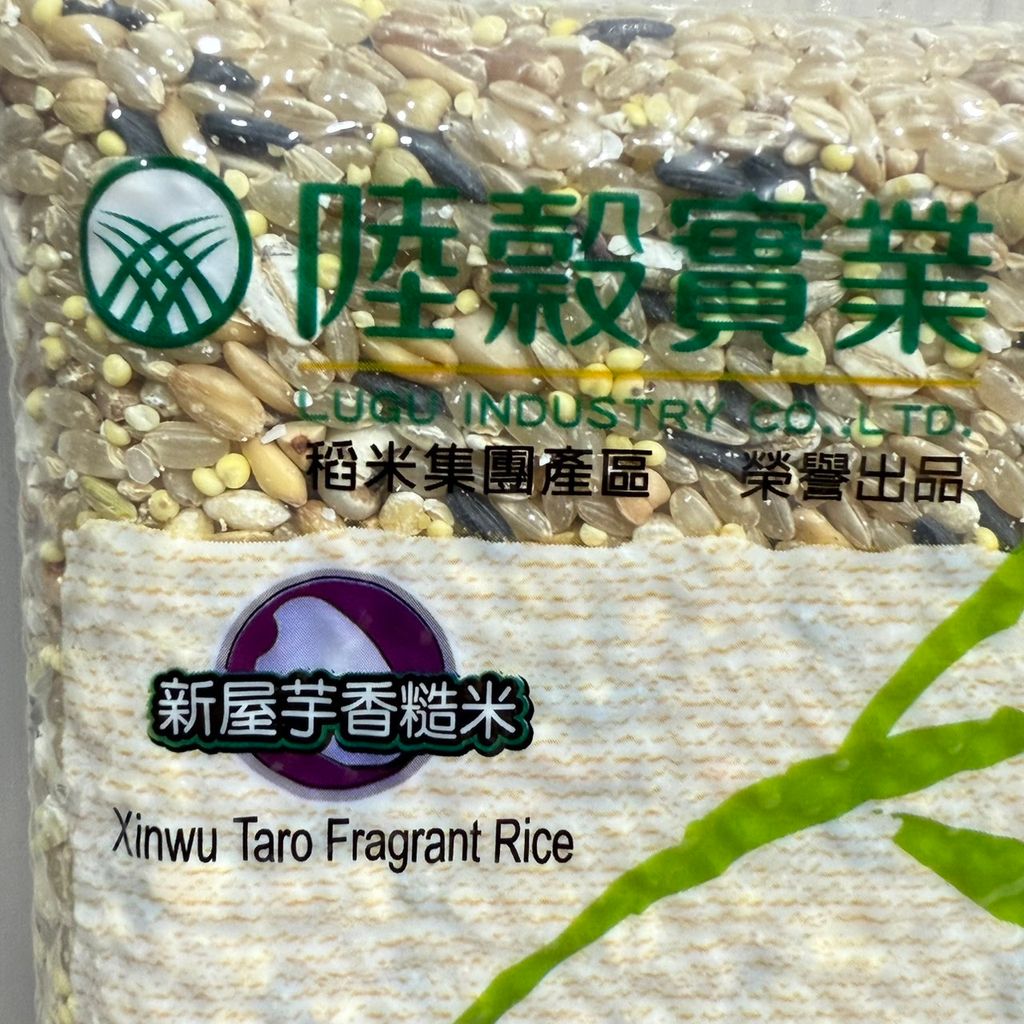 陸穀實業
LUGU INDUSTRY CO.,LTD.
稻米集團產區 榮譽出品
新屋芋香糙米
Xinwu Taro Fragrant Rice